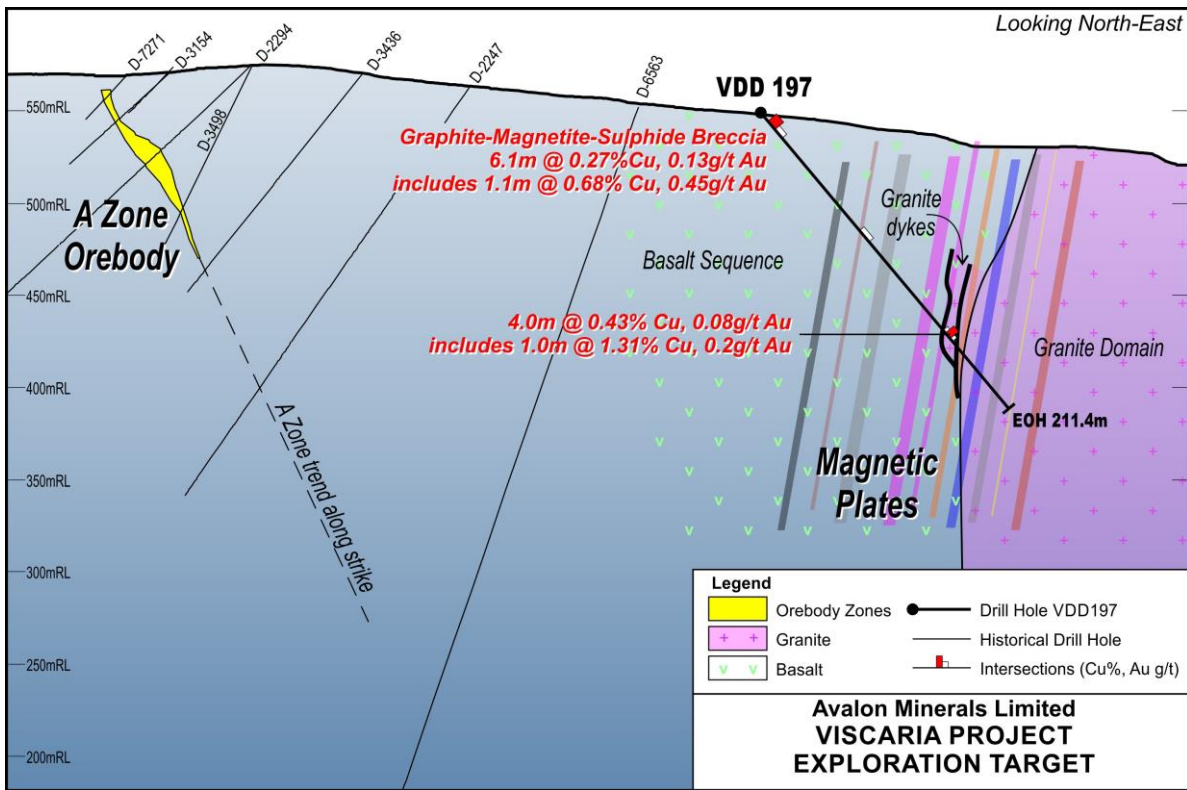 Looking North-East
D-7271
D-3154
D-2294
D-3436
D-2247
D-6563
D-3498
VDD 197
550mRL
500mRL
450mRL
400mRL
350mRL
300mRL
250mRL
200mRL
Graphite-Magnetite-Sulphide Breccia
6.1m @ 0.27%Cu, 0.13g/t Au
includes 1.1m @ 0.68% Cu, 0.45g/t Au
A Zone
Orebody
Basalt Sequence
Granite
dykes
4.0m @ 0.43% Cu, 0.08g/t Au
includes 1.0m @ 1.31% Cu, 0.2g/t Au
Granite Domain
EOH 211.4m
Magnetic
Plates
A Zone trend along strike
Legend
Orebody Zones
Granite
Basalt
Drill Hole VDD197
Historical Drill Hole
Intersections (Cu%, Au g/t)
Avalon Minerals Limited
VISCARIA PROJECT
EXPLORATION TARGET